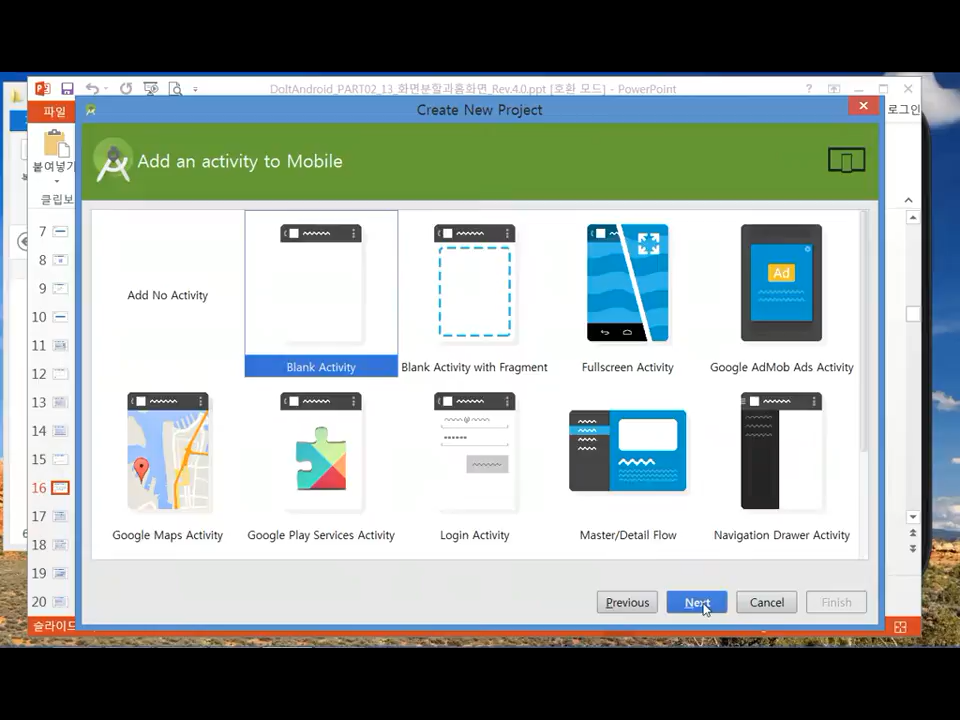 DoItAndroid_PART02_13_화면분할과홈화면_Rev.4.0.ppt [호환 모드] - PowerPoint
파일
로그인
Create New Project
Add an activity to Mobile
붙여넣기
클립보
7
8
9
10
11
12
13
14
15
16
17
18
19
20
Add No Activity
Blank Activity
Blank Activity with Fragment
Fullscreen Activity
Ad
Google AdMob Ads Activity
Google Maps Activity
Google Play Services Activity
Login Activity
Master/Detail Flow
Navigation Drawer Activity
Previous
Next
Cancel
Finish
슬라이드